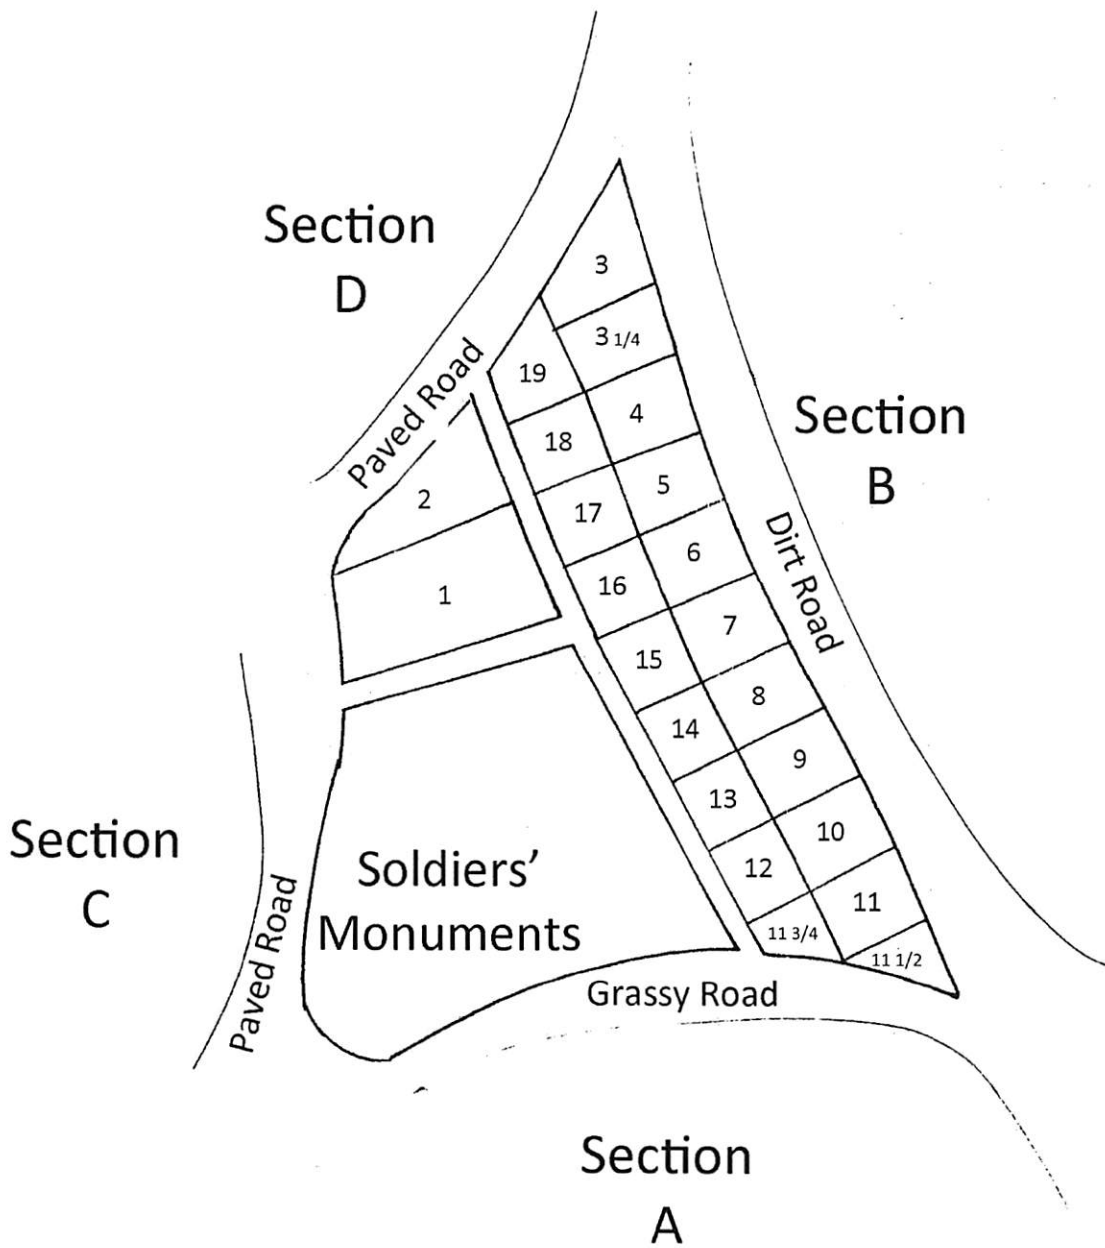 Section
D
3
3 1/4
19
4
Paved Road
18
Section
B
5
2
17
6
Dirt Road
16
1
7
15
8
14
9
13
10
Section
C
Soldiers’
Monuments
12
11
11 3/4
11 1/2
Paved Road
Grassy Road
Section
A